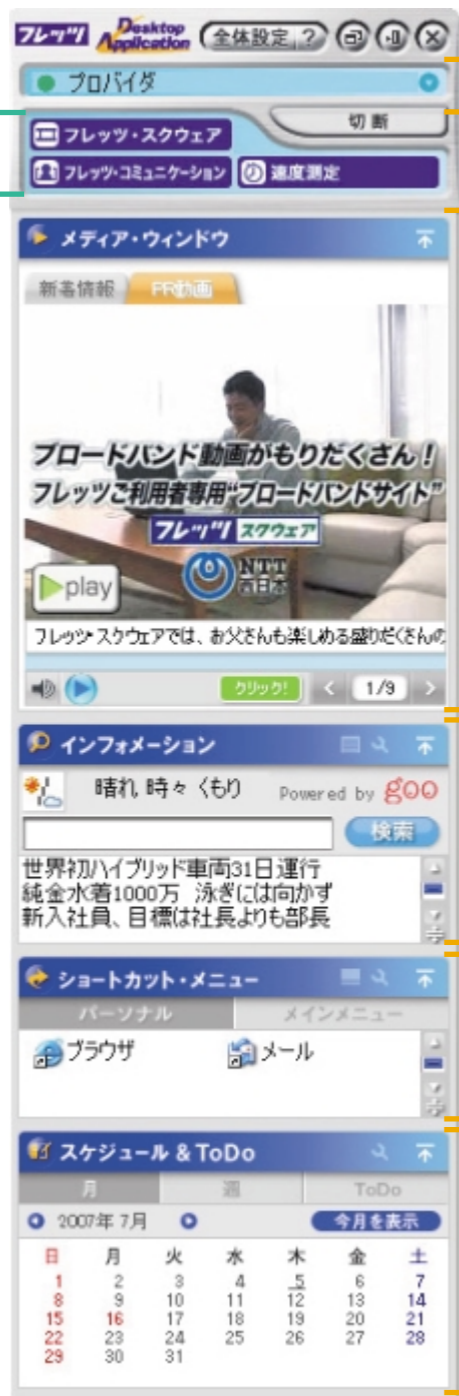 フレッツ Desktop Application 全体設定 ?
プロバイダ
切断
フレッツ・スクウェア
フレッツ・コミュニケーション 速度測定
メディア・ウィンドウ
新着情報 PR動画
ブロードバンド動画がもりだくさん!
フレッツご利用者専用“ブロードバンドサイト”
フレッツ スクウェア
NTT
西日本
play
フレッツ・スクウェアでは、お父さんも楽しめる盛りだくさんの
クリック! < 1/9 >
インフォメーション
晴れ 時々 くもり Powered by goo
検索
世界初ハイブリッド車両31日運行
純金水着1000万 泳ぎには向かず
新入社員、目標は社長よりも部長
ショートカット・メニュー
パーソナル メインメニュー
ブラウザ メール
スケジュール & ToDo
月 週 ToDo
2007年 7月 今月を表示
日 月 火 水 木 金 土
1 2 3 4 5 6 7
8 9 10 11 12 13 14
15 16 17 18 19 20 21
22 23 24 25 26 27 28
29 30 31